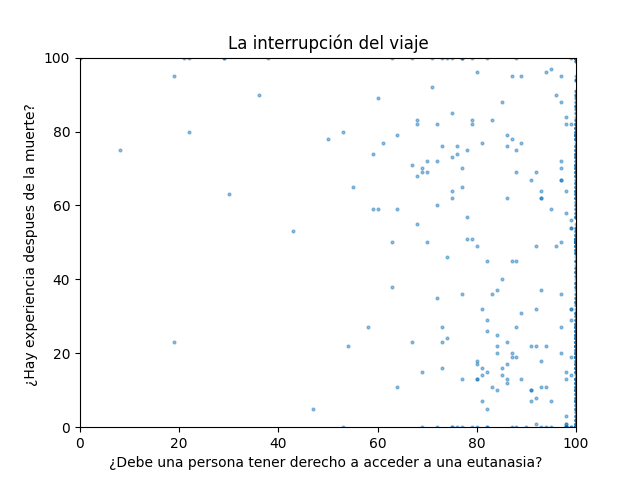 La interrupción del viaje
100
80
60
40
20
0
¿Hay experiencia despues de la muerte?
0 20 40 60 80 100
¿Debe una persona tener derecho a acceder a una eutanasia?